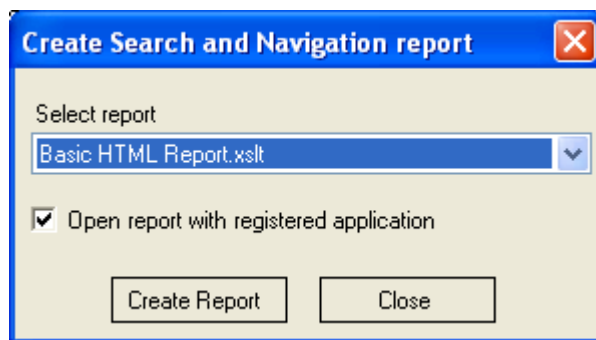 Create Search and Navigation report
Select report
Basic HTML Report.xslt
Open report with registered application
Create Report Close